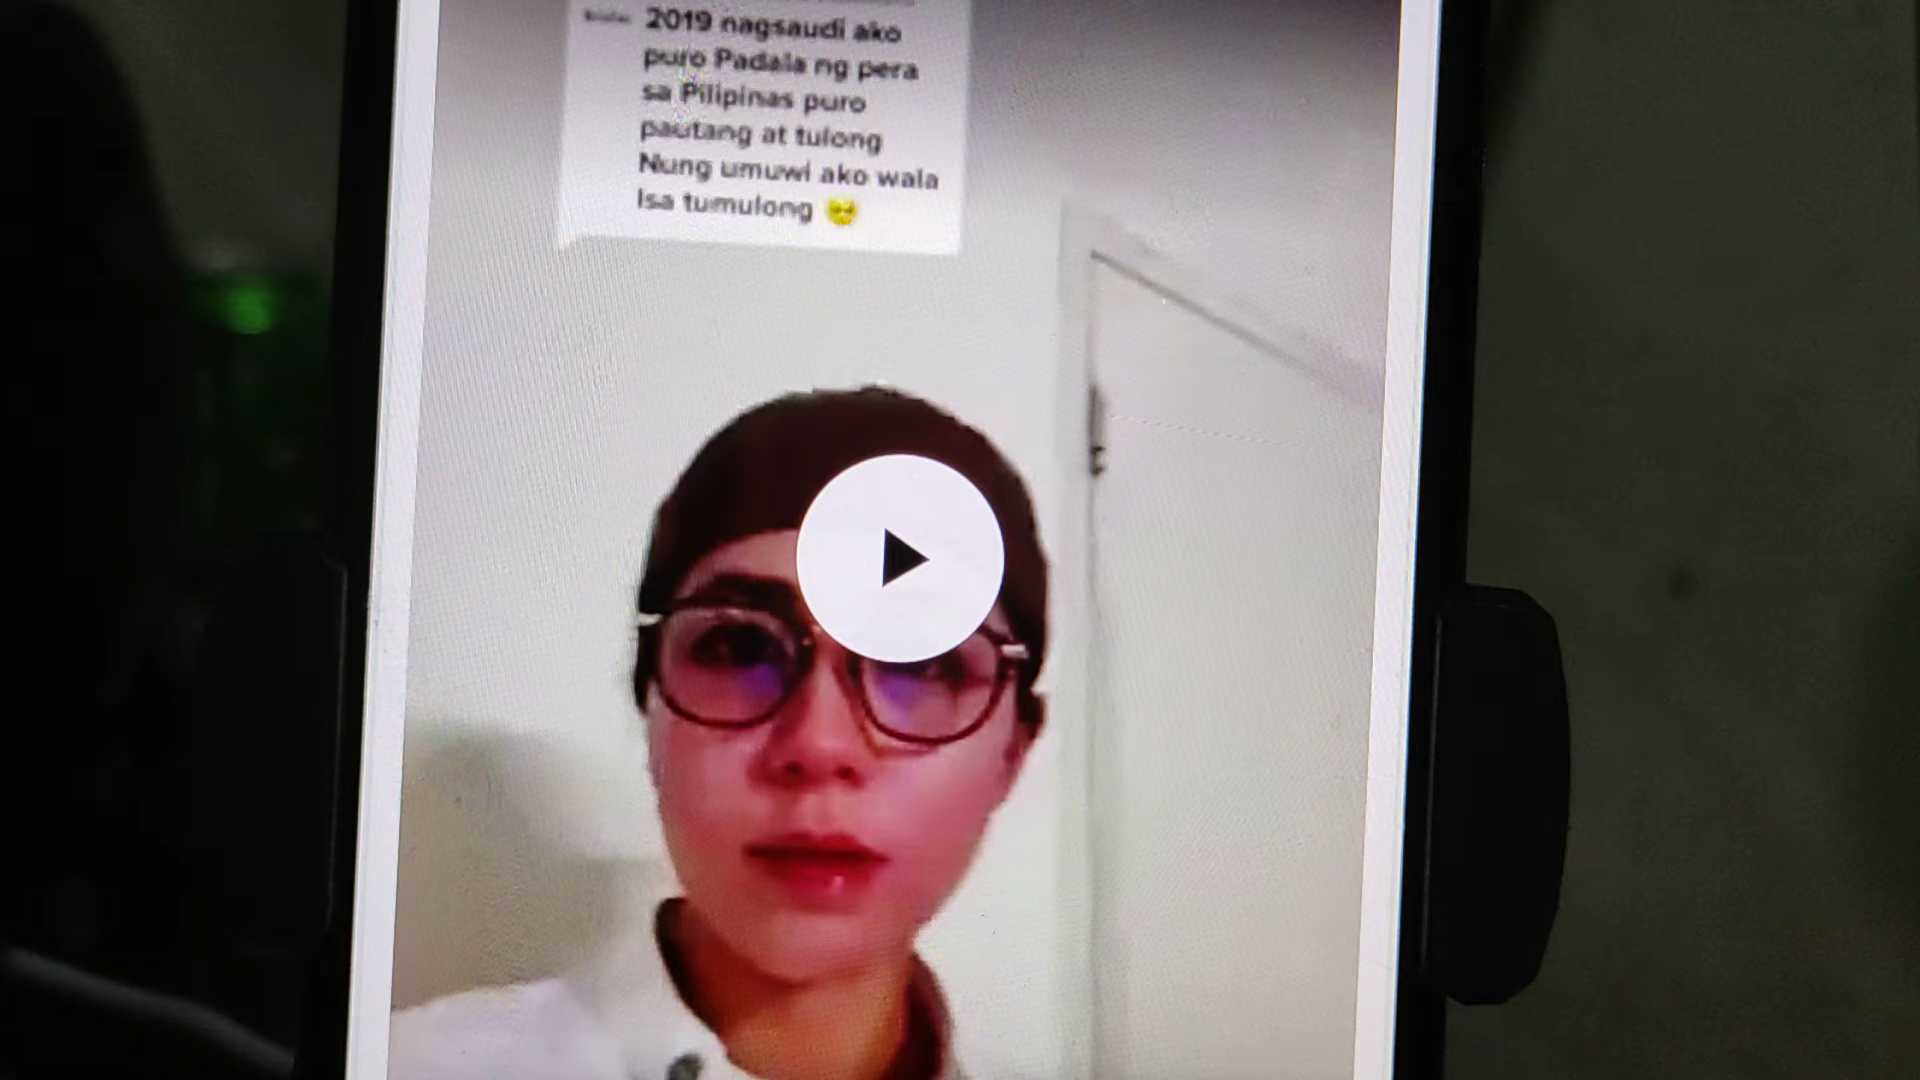 2019 nagsaudi ako
puro Padala ng pera
sa Pilipinas puro
pautang at tulong
Nung umuwi ako wala
Isa tumulong 🥺